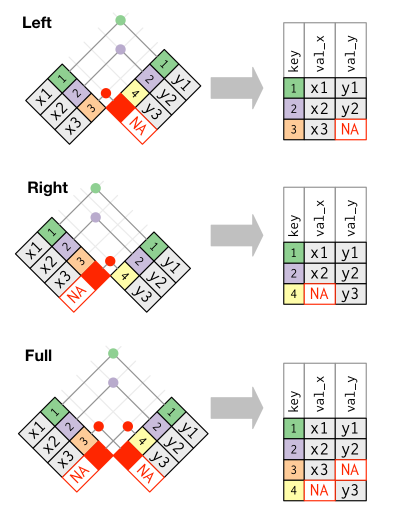 Left
1 x1
2 x2
3 x3
1 y1
2 y2
4 y3
NA
key val_x val_y
1 x1 y1
2 x2 y2
3 x3 NA
Right
1 x1
2 x2
3 x3
NA
1 y1
2 y2
4 y3
key val_x val_y
1 x1 y1
2 x2 y2
4 NA y3
Full
1 x1
2 x2
3 x3
NA
1 y1
2 y2
4 y3
NA
key val_x val_y
1 x1 y1
2 x2 y2
3 x3 NA
4 NA y3